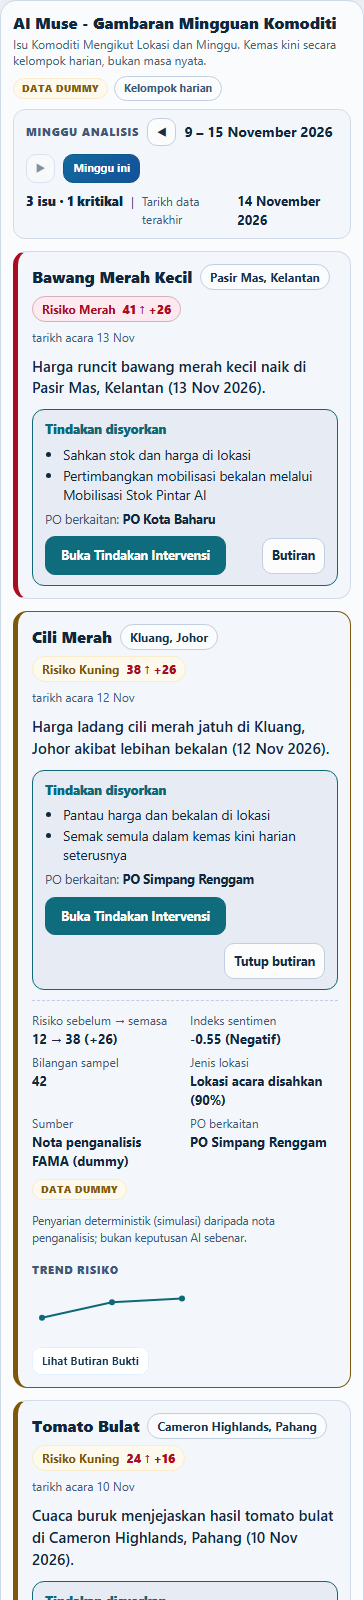 AI Muse - Gambaran Mingguan Komoditi
Isu Komoditi Mengikut Lokasi dan Minggu. Kemas kini secara
kelompok harian, bukan masa nyata.
DATA DUMMY Kelompok harian
MINGGU ANALISIS ◄ 9 – 15 November 2026
► Minggu ini
3 isu · 1 kritikal | Tarikh data terakhir 14 November 2026
Bawang Merah Kecil Pasir Mas, Kelantan
Risiko Merah 41 ↑ +26
tarikh acara 13 Nov
Harga runcit bawang merah kecil naik di
Pasir Mas, Kelantan (13 Nov 2026).
Tindakan disyorkan
• Sahkan stok dan harga di lokasi
• Pertimbangkan mobilisasi bekalan melalui
Mobilisasi Stok Pintar AI
PO berkaitan: PO Kota Baharu
Buka Tindakan Intervensi Butiran
Cili Merah Kluang, Johor
Risiko Kuning 38 ↑ +26
tarikh acara 12 Nov
Harga ladang cili merah jatuh di Kluang,
Johor akibat lebihan bekalan (12 Nov 2026).
Tindakan disyorkan
• Pantau harga dan bekalan di lokasi
• Semak semula dalam kemas kini harian
seterusnya
PO berkaitan: PO Simpang Renggam
Buka Tindakan Intervensi
Tutup butiran
Risiko sebelum → semasa
12 → 38 (+26)
Indeks sentimen
-0.55 (Negatif)
Bilangan sampel
42
Jenis lokasi
Lokasi acara disahkan
(90%)
Sumber
Nota penganalisis
FAMA (dummy)
PO berkaitan
PO Simpang Renggam
DATA DUMMY
Penyarian deterministik (simulasi) daripada nota
penganalisis; bukan keputusan AI sebenar.
TREND RISIKO
Lihat Butiran Bukti
Tomato Bulat Cameron Highlands, Pahang
Risiko Kuning 24 ↑ +16
tarikh acara 10 Nov
Cuaca buruk menjejaskan hasil tomato bulat
di Cameron Highlands, Pahang (10 Nov
2026).